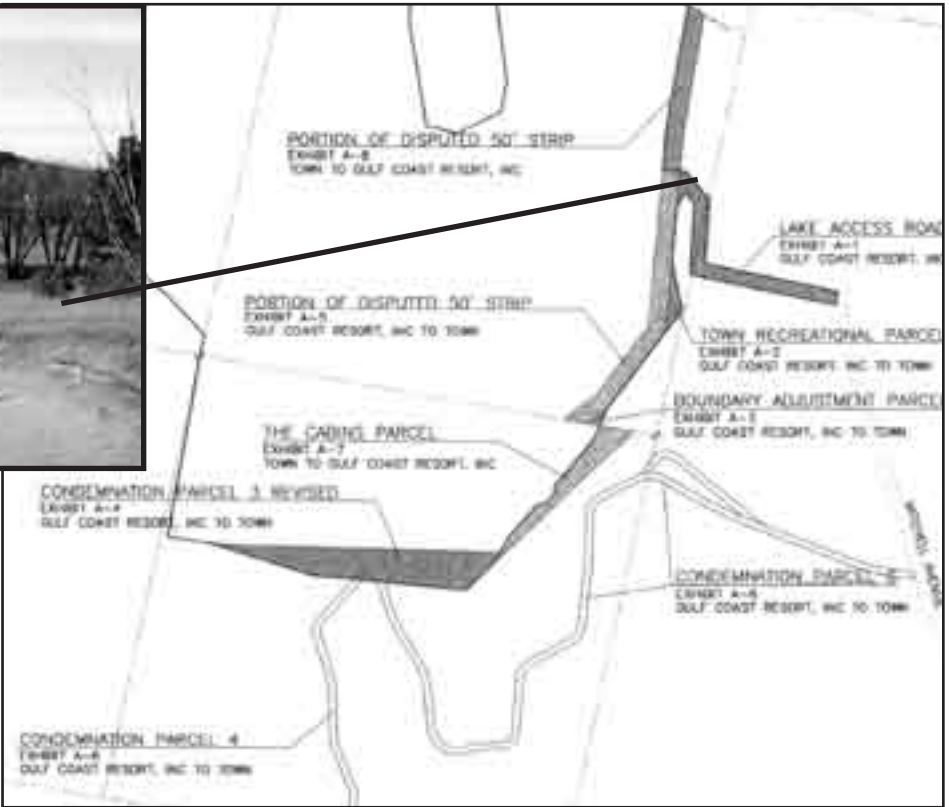 PORTION OF DISPUTED 50' STRIP
EXHIBIT A-8
TOWN TO GULF COAST RESORT, INC
LAKE ACCESS ROAD
EXHIBIT A-1
GULF COAST RESORT, INC
PORTION OF DISPUTED 50' STRIP
EXHIBIT A-5
GULF COAST RESORT, INC TO TOWN
TOWN RECREATIONAL PARCEL
EXHIBIT A-2
GULF COAST RESORT, INC TO TOWN
BOUNDARY ADJUSTMENT PARCEL
EXHIBIT A-3
GULF COAST RESORT, INC TO TOWN
THE CABINS PARCEL
EXHIBIT A-7
TOWN TO GULF COAST RESORT, INC
CONDEMNATION PARCEL 3 REVISED
EXHIBIT A-4
GULF COAST RESORT, INC TO TOWN
CONDEMNATION PARCEL
EXHIBIT A-6
GULF COAST RESORT, INC TO TOWN
AVENUE
CONDEMNATION PARCEL 4
EXHIBIT A-6
GULF COAST RESORT, INC TO TOWN